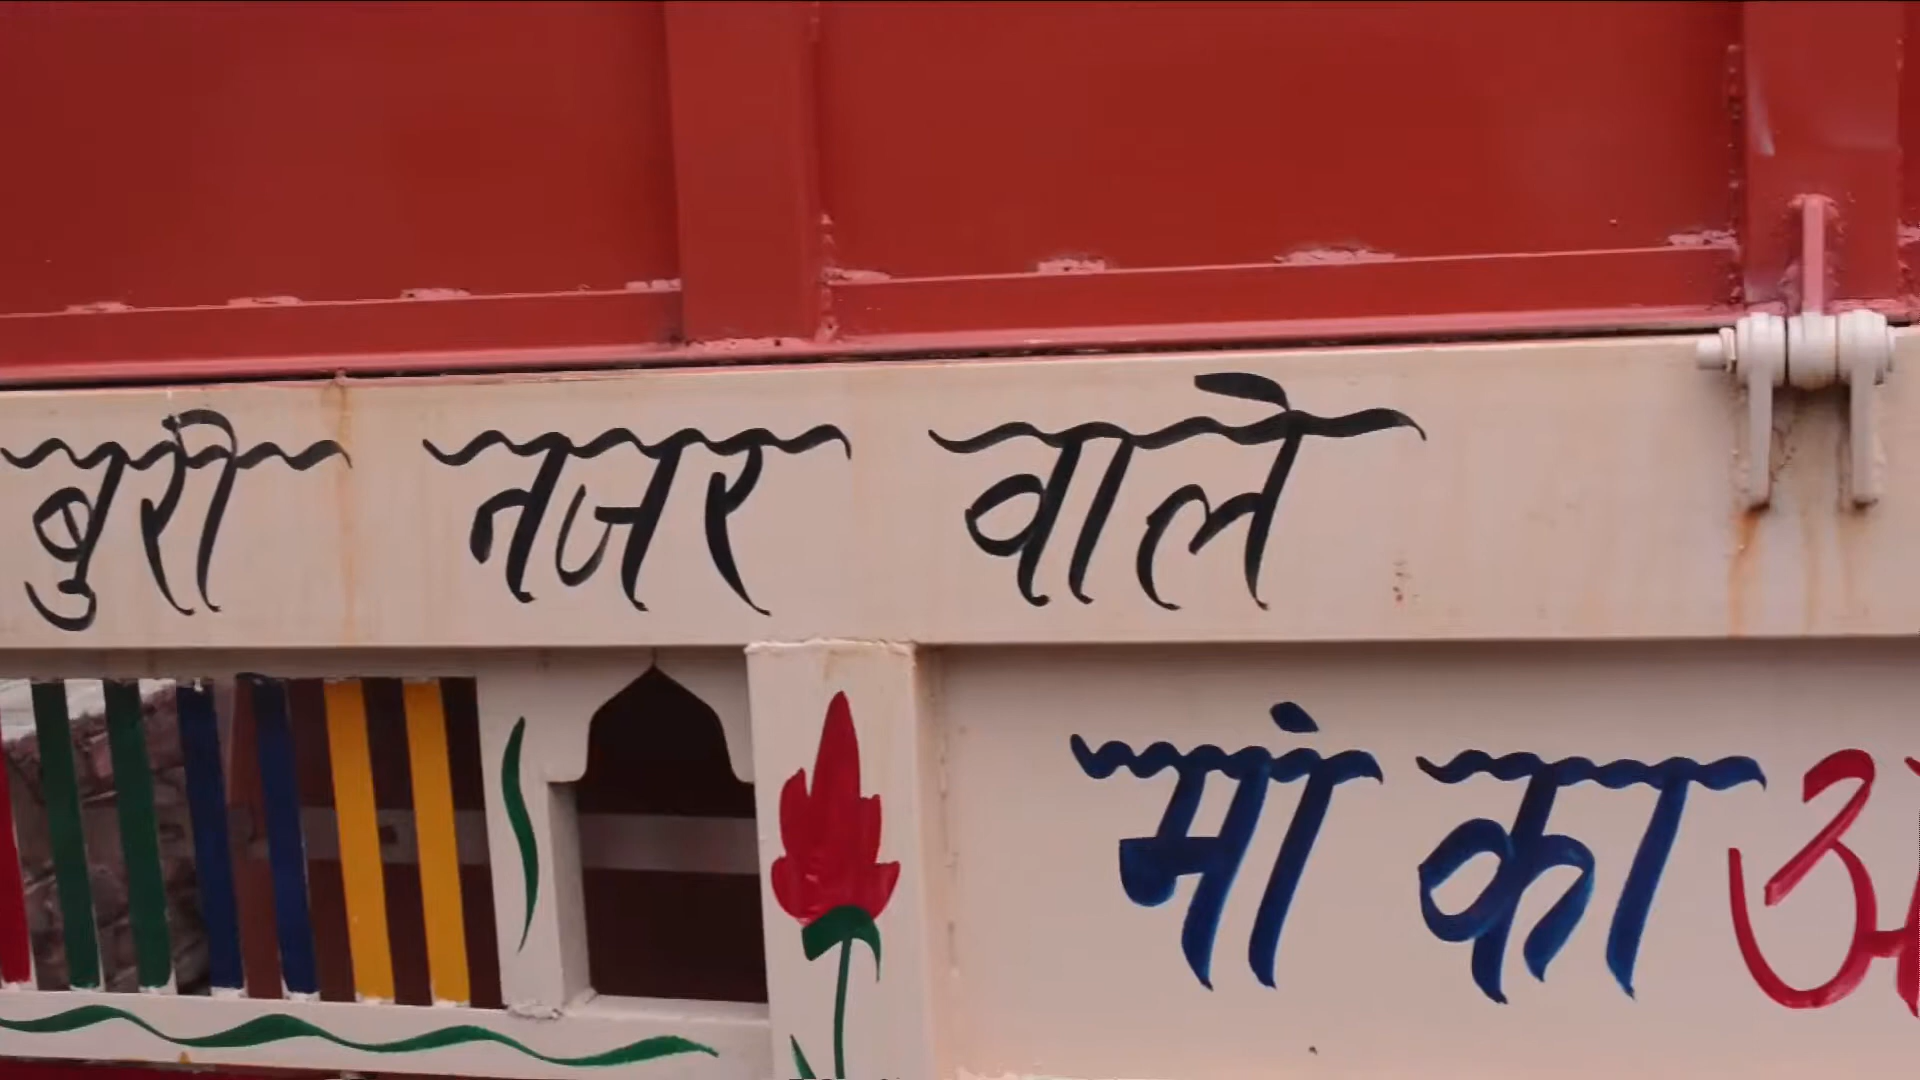 बुरी नजर वाले
मां का